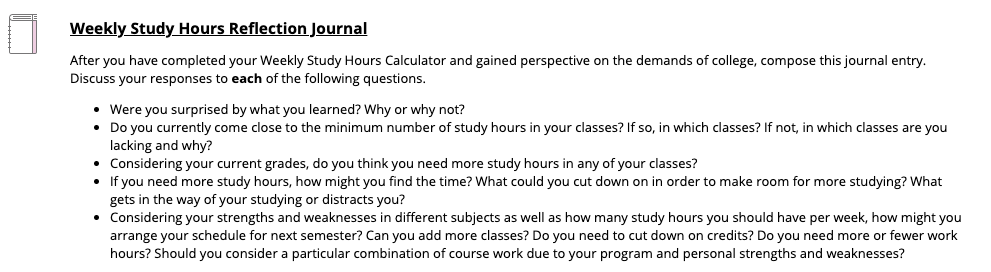 Weekly Study Hours Reflection Journal
After you have completed your Weekly Study Hours Calculator and gained perspective on the demands of college, compose this journal entry.
Discuss your responses to each of the following questions.
• Were you surprised by what you learned? Why or why not?
• Do you currently come close to the minimum number of study hours in your classes? If so, in which classes? If not, in which classes are you
lacking and why?
• Considering your current grades, do you think you need more study hours in any of your classes?
• If you need more study hours, how might you find the time? What could you cut down on in order to make room for more studying? What
gets in the way of your studying or distracts you?
• Considering your strengths and weaknesses in different subjects as well as how many study hours you should have per week, how might you
arrange your schedule for next semester? Can you add more classes? Do you need to cut down on credits? Do you need more or fewer work
hours? Should you consider a particular combination of course work due to your program and personal strengths and weaknesses?